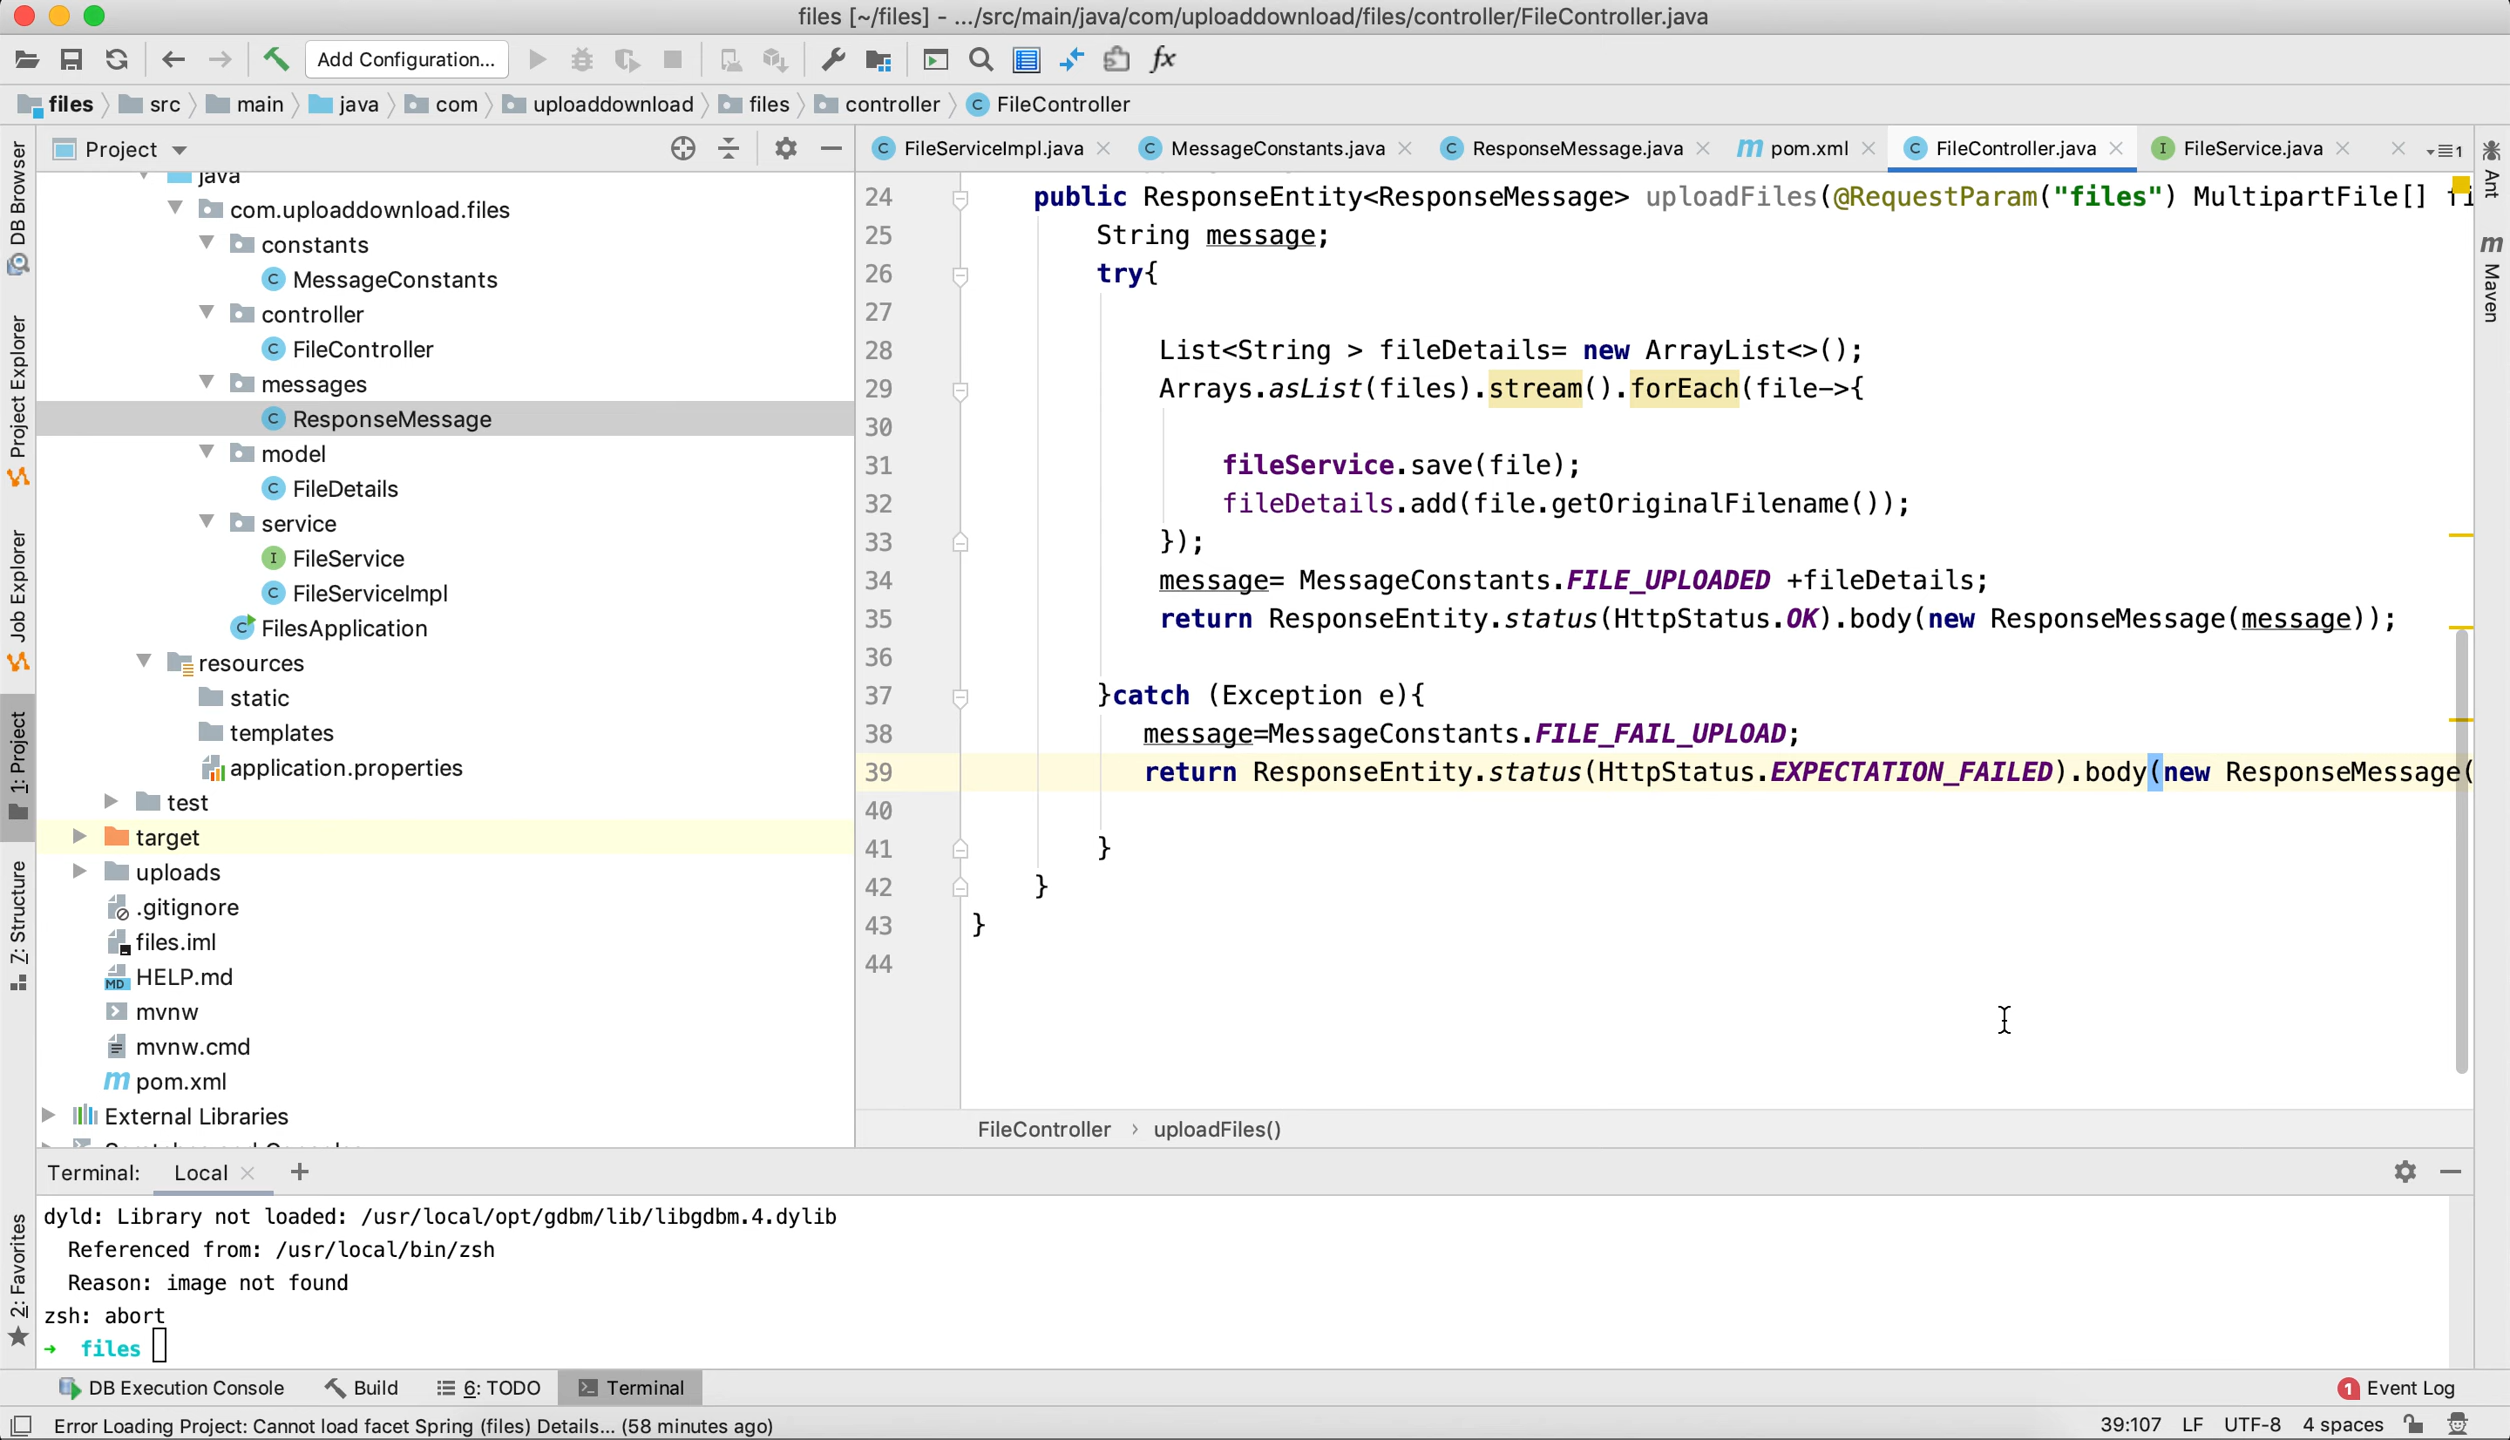 files [~/files] - .../src/main/java/com/uploaddownload/files/controller/FileController.java
Add Configuration...
fx
files
src
main
java
com
uploaddownload
files
controller
FileController
Project
FileServiceImpl.java
MessageConstants.java
ResponseMessage.java
pom.xml
FileController.java
FileService.java
1
DB Browser
Project Explorer
Job Explorer
1: Project
7: Structure
2: Favorites
Ant
Maven
java
com.uploaddownload.files
constants
MessageConstants
controller
FileController
messages
ResponseMessage
model
FileDetails
service
FileService
FileServiceImpl
FilesApplication
resources
static
templates
application.properties
test
target
uploads
.gitignore
files.iml
HELP.md
mvnw
mvnw.cmd
pom.xml
External Libraries
24 public ResponseEntity<ResponseMessage> uploadFiles(@RequestParam("files") MultipartFile[] fi
25 String message;
26 try{
27
28 List<String > fileDetails= new ArrayList<>();
29 Arrays.asList(files).stream().forEach(file->{
30
31 fileService.save(file);
32 fileDetails.add(file.getOriginalFilename());
33 });
34 message= MessageConstants.FILE_UPLOADED +fileDetails;
35 return ResponseEntity.status(HttpStatus.OK).body(new ResponseMessage(message));
36
37 }catch (Exception e){
38 message=MessageConstants.FILE_FAIL_UPLOAD;
39 return ResponseEntity.status(HttpStatus.EXPECTATION_FAILED).body(new ResponseMessage(
40
41 }
42 }
43 }
44
FileController › uploadFiles()
Terminal: Local +
dyld: Library not loaded: /usr/local/opt/gdbm/lib/libgdbm.4.dylib
Referenced from: /usr/local/bin/zsh
Reason: image not found
zsh: abort
→ files
DB Execution Console
Build
6: TODO
Terminal
1 Event Log
Error Loading Project: Cannot load facet Spring (files) Details... (58 minutes ago)
39:107 LF UTF-8 4 spaces